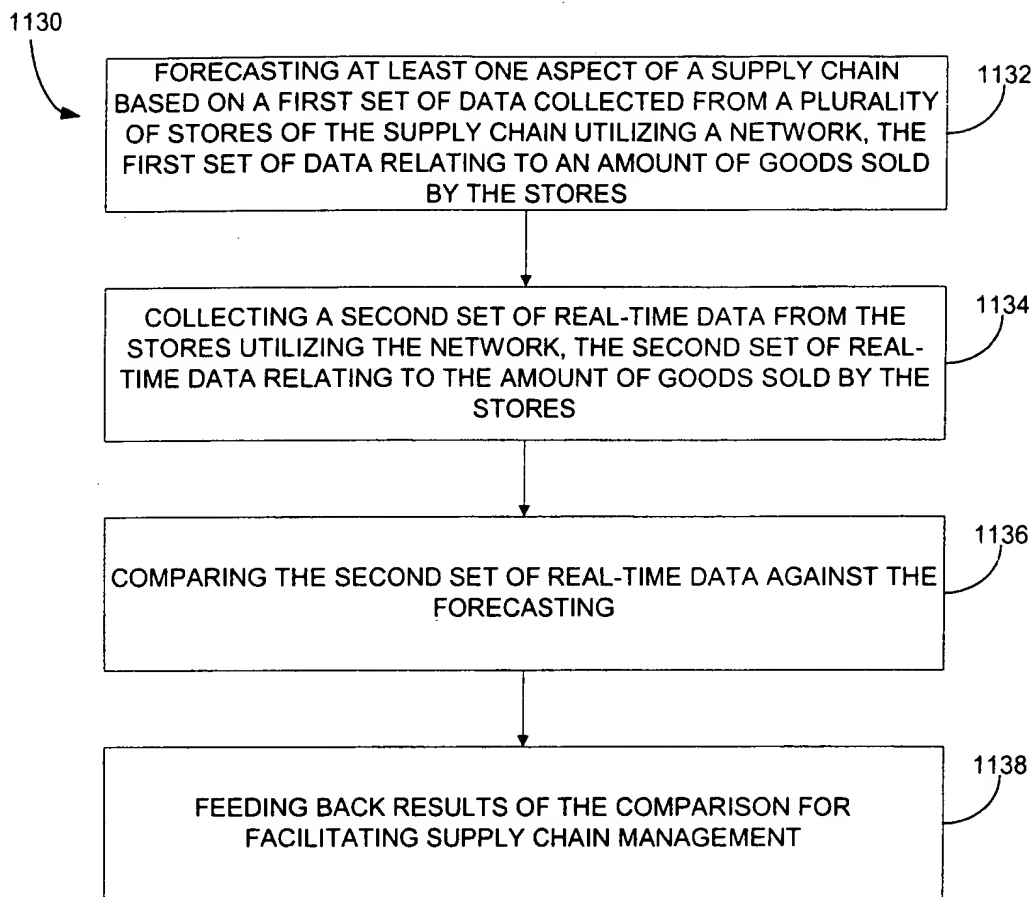 1130
FORECASTING AT LEAST ONE ASPECT OF A SUPPLY CHAIN
BASED ON A FIRST SET OF DATA COLLECTED FROM A PLURALITY
OF STORES OF THE SUPPLY CHAIN UTILIZING A NETWORK, THE
FIRST SET OF DATA RELATING TO AN AMOUNT OF GOODS SOLD
BY THE STORES
1132
COLLECTING A SECOND SET OF REAL-TIME DATA FROM THE
STORES UTILIZING THE NETWORK, THE SECOND SET OF REAL-
TIME DATA RELATING TO THE AMOUNT OF GOODS SOLD BY THE
STORES
1134
COMPARING THE SECOND SET OF REAL-TIME DATA AGAINST THE
FORECASTING
1136
FEEDING BACK RESULTS OF THE COMPARISON FOR
FACILITATING SUPPLY CHAIN MANAGEMENT
1138